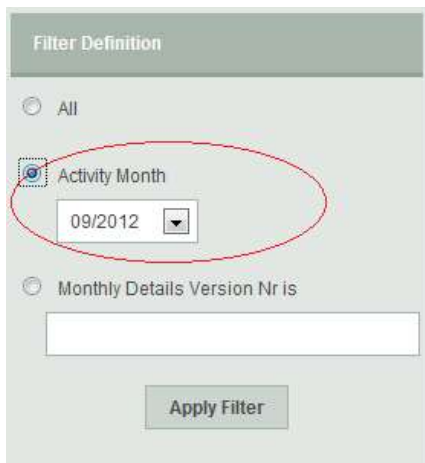 Filter Definition
All
Activity Month
09/2012
Monthly Details Version Nr is
Apply Filter